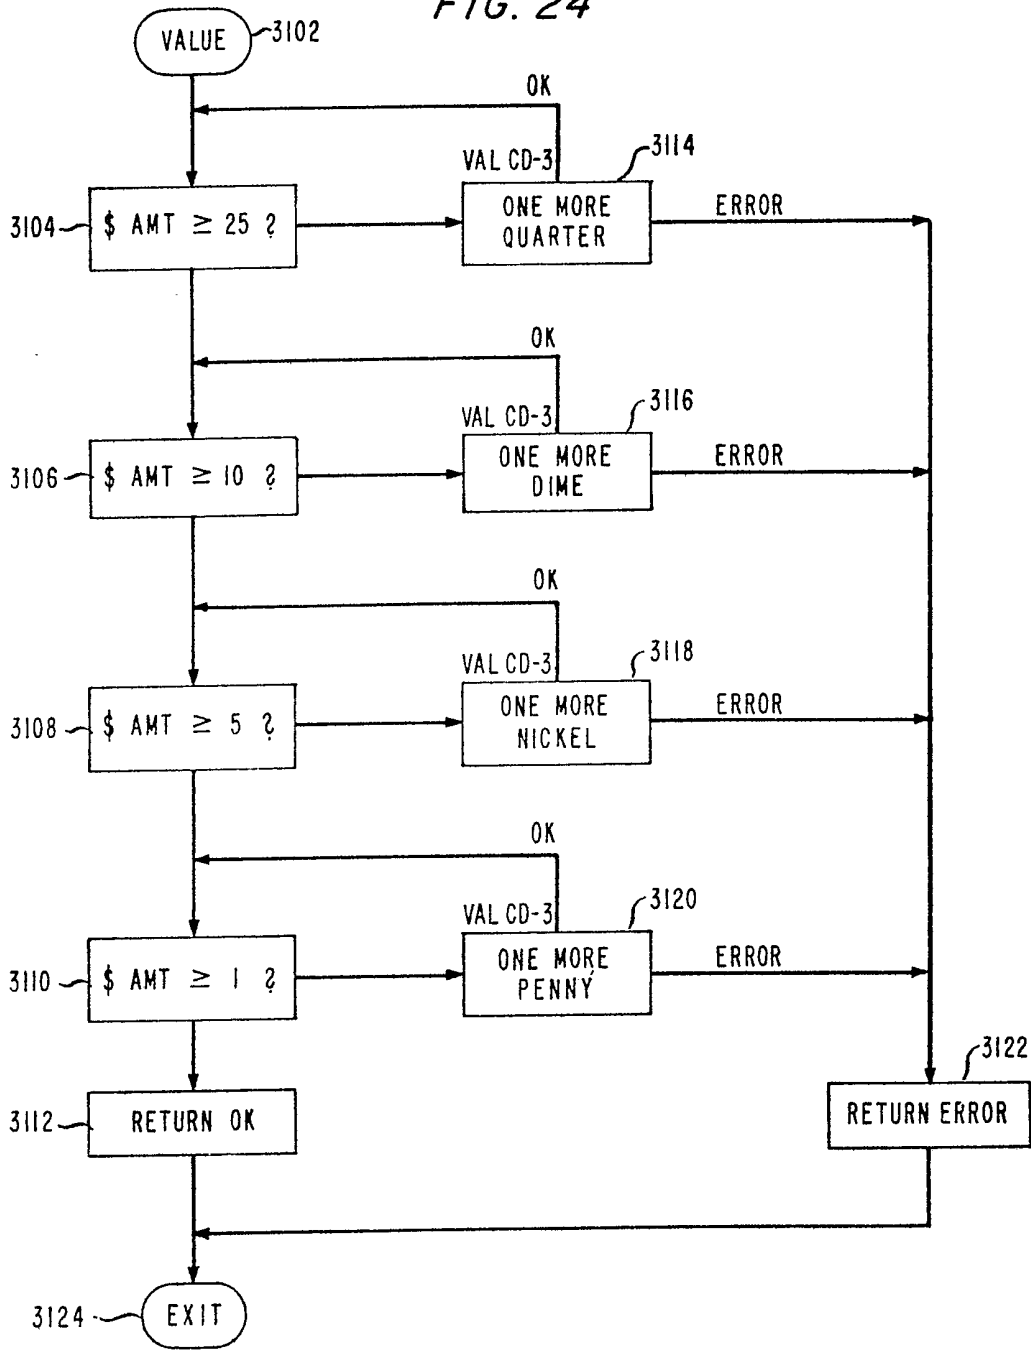 FIG. 24
VALUE
3102
OK
VAL CD-3
3114
3104
$ AMT ≥ 25 ?
ONE MORE
QUARTER
ERROR
OK
VAL CD-3
3116
3106
$ AMT ≥ 10 ?
ONE MORE
DIME
ERROR
OK
VAL CD-3
3118
3108
$ AMT ≥ 5 ?
ONE MORE
NICKEL
ERROR
OK
VAL CD-3
3120
3110
$ AMT ≥ 1 ?
ONE MORE
PENNY
ERROR
3122
3112
RETURN OK
RETURN ERROR
3124
EXIT